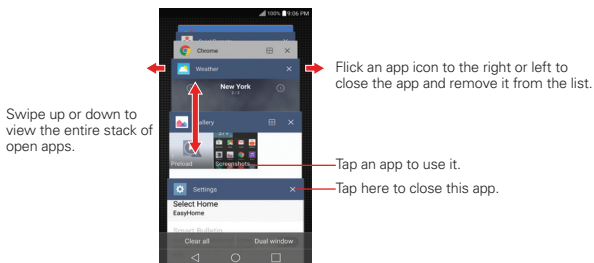 100% 9:06 PM
Chrome
Weather
New York
2/2
Flick an app icon to the right or left to
close the app and remove it from the list.
Swipe up or down to
view the entire stack of
open apps.
Gallery
Preload
Screenshots
Tap an app to use it.
Settings
Tap here to close this app.
Select Home
EasyHome
Smart Bulletin
Clear all
Dual window